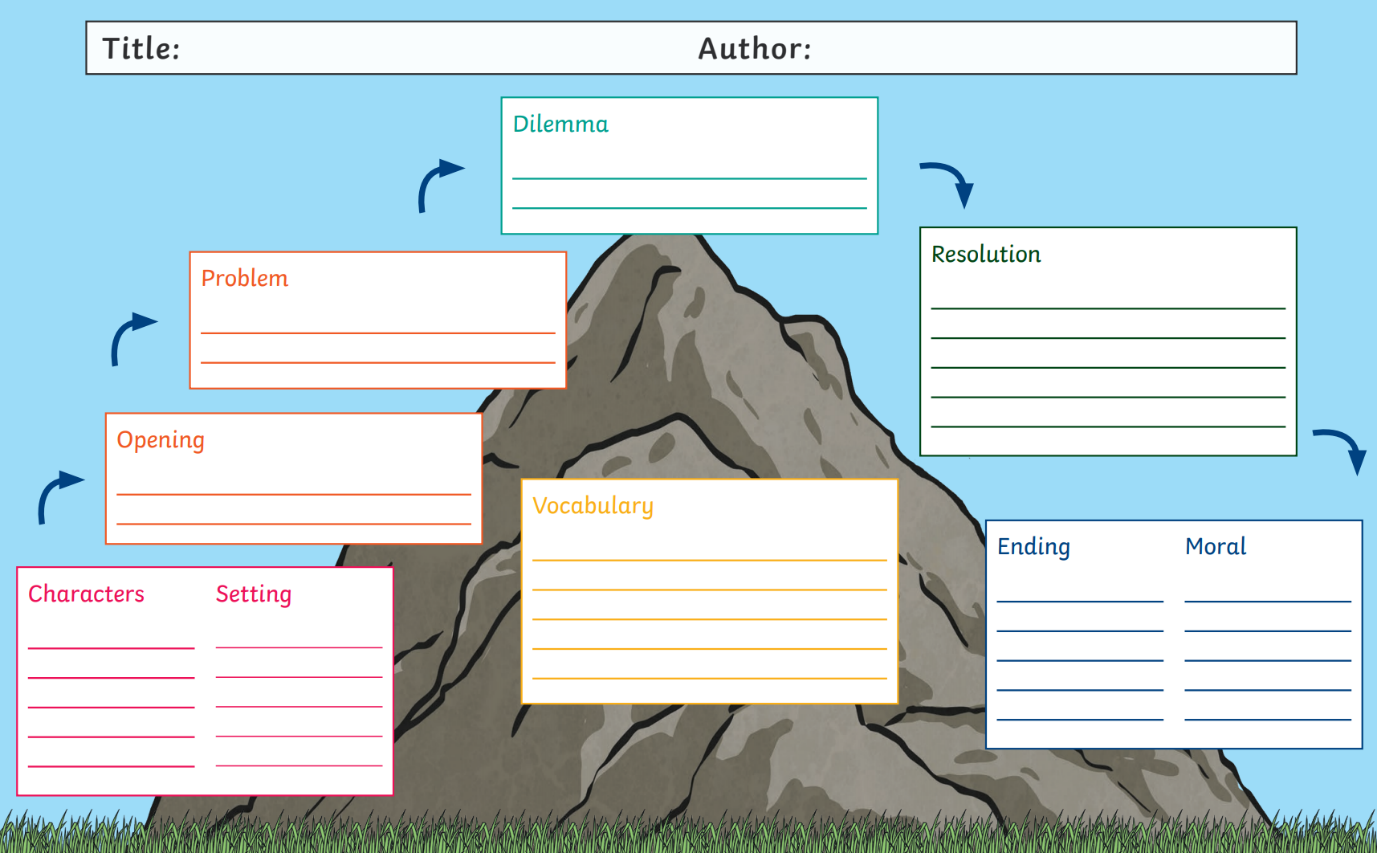 Title: Author:
Dilemma
Resolution
Problem
Opening
Vocabulary
Ending Moral
Characters Setting